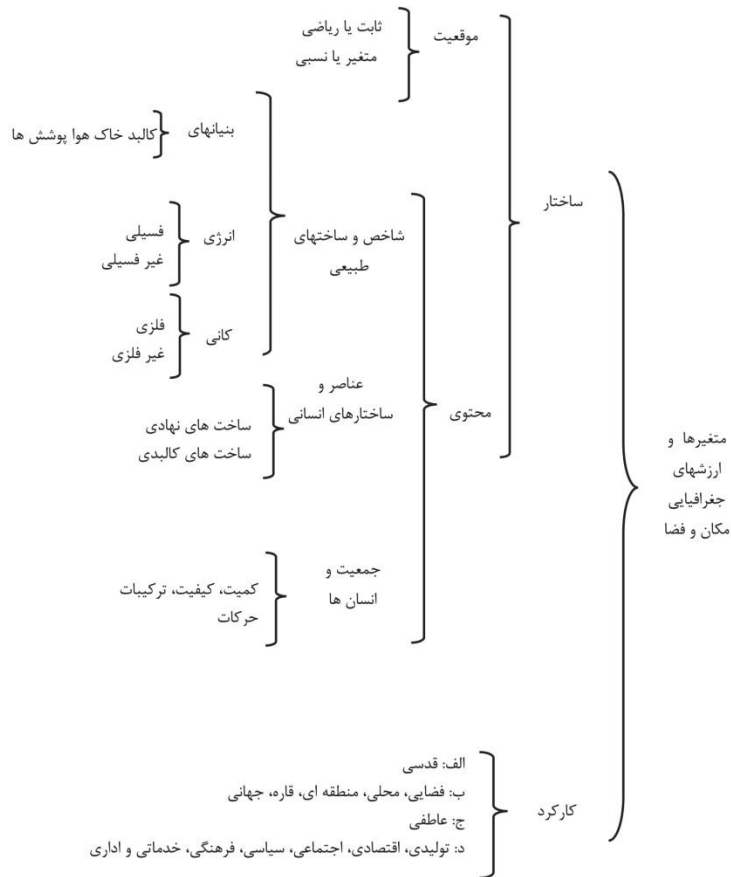 متغیرها و
ارزشهای
جغرافیایی
مکان و فضا
ساختار
موقعیت
ثابت یا ریاضی
متغیر یا نسبی
محتوی
شاخص و ساختهای
طبیعی
بنیانهای
کالبد خاک هوا پوشش ها
انرژی
فسیلی
غیر فسیلی
کانی
فلزی
غیر فلزی
عناصر و
ساختارهای انسانی
ساخت های نهادی
ساخت های کالبدی
جمعیت و
انسان ها
کمیت، کیفیت، ترکیبات
حرکات
کارکرد
الف: قدسی
ب: فضایی، محلی، منطقه ای، قاره، جهانی
ج: عاطفی
د: تولیدی، اقتصادی، اجتماعی، سیاسی، فرهنگی، خدماتی و اداری